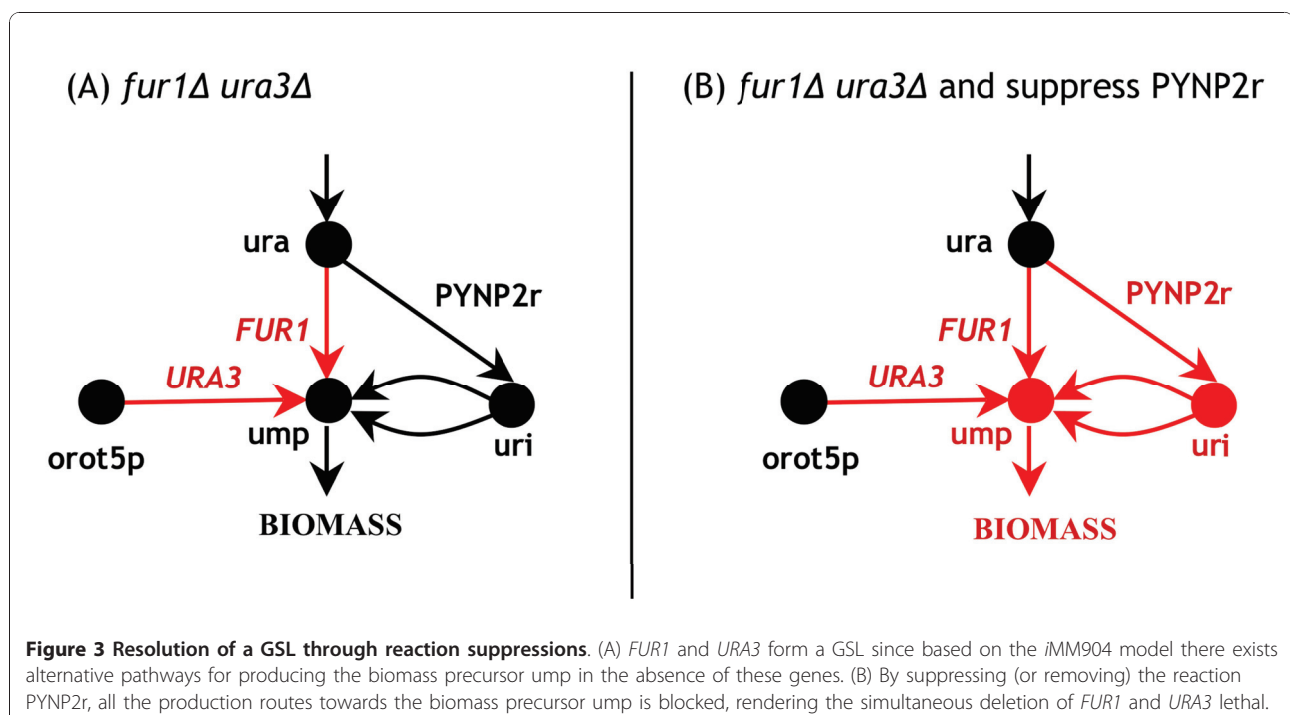 (A) fur1Δ ura3Δ
ura
PYNP2r
FUR1
URA3
orot5p
ump
uri
BIOMASS
(B) fur1Δ ura3Δ and suppress PYNP2r
ura
PYNP2r
FUR1
URA3
orot5p
ump
uri
BIOMASS
Figure 3 Resolution of a GSL through reaction suppressions. (A) FUR1 and URA3 form a GSL since based on the iMM904 model there exists
alternative pathways for producing the biomass precursor ump in the absence of these genes. (B) By suppressing (or removing) the reaction
PYNP2r, all the production routes towards the biomass precursor ump is blocked, rendering the simultaneous deletion of FUR1 and URA3 lethal.